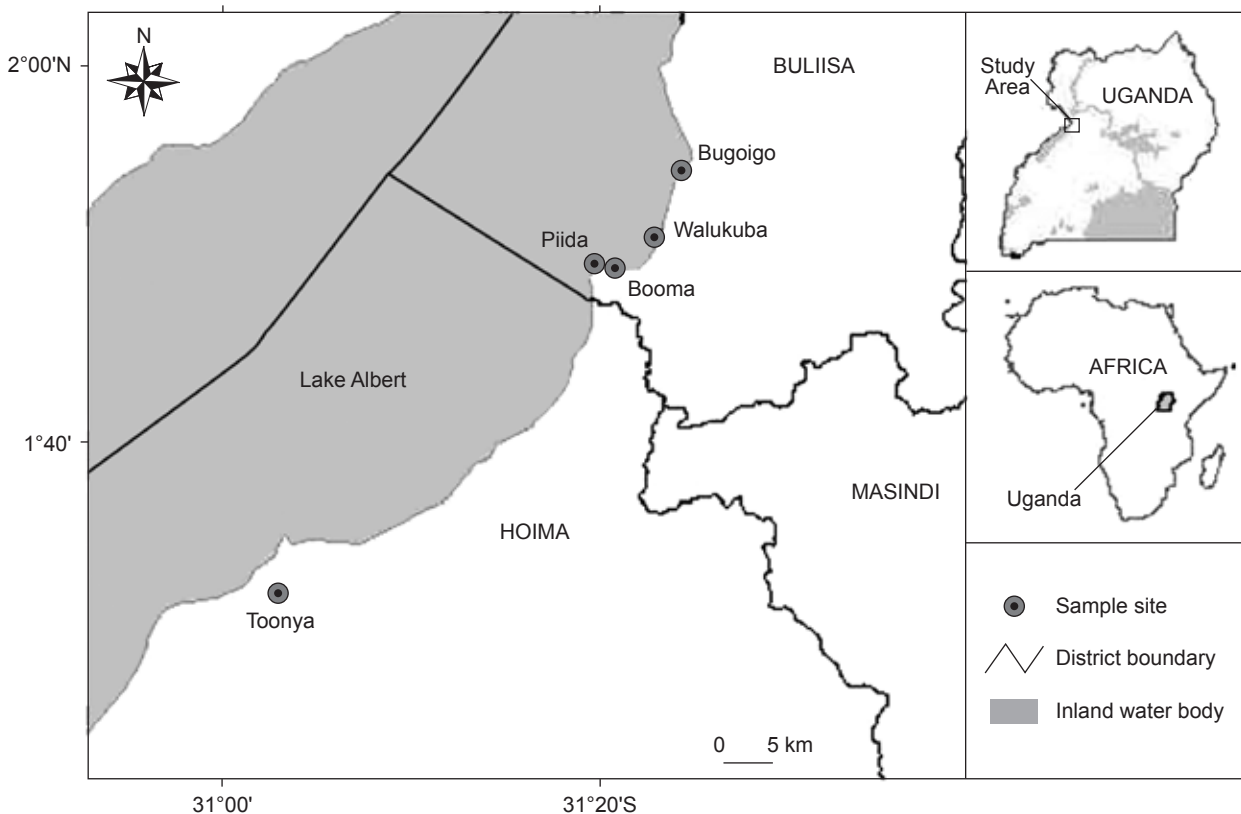 N
2°00'N
1°40'
31°00'
31°20'S
BULIISA
Bugoigo
Walukuba
Piida
Booma
Lake Albert
MASINDI
HOIMA
Toonya
0 5 km
Study
Area
UGANDA
AFRICA
Uganda
Sample site
District boundary
Inland water body